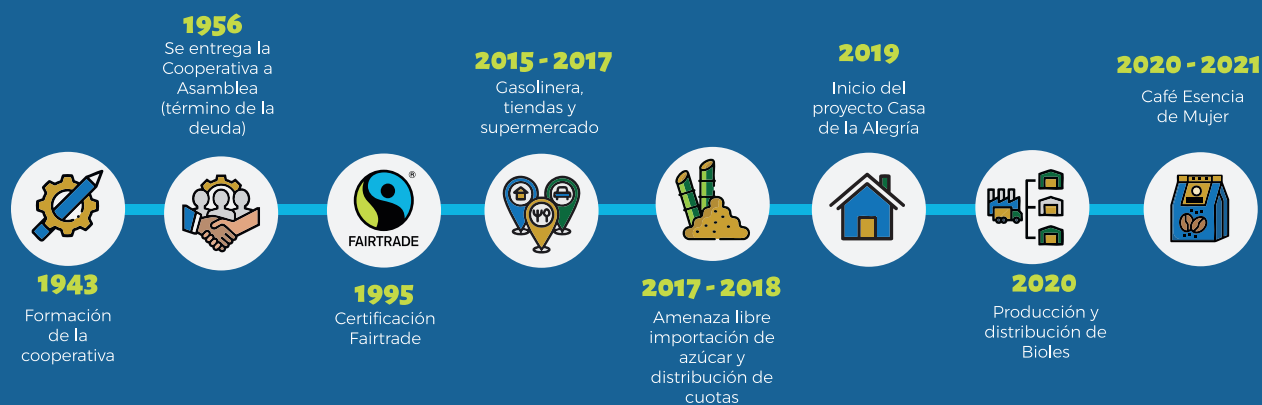 1943
Formación
de la
cooperativa
1956
Se entrega la
Cooperativa a
Asamblea
(término de la
deuda)
®
FAIRTRADE
1995
Certificación
Fairtrade
2015 - 2017
Gasolinera,
tiendas y
supermercado
2017 - 2018
Amenaza libre
importación de
azúcar y
distribución de
cuotas
2019
Inicio del
proyecto Casa
de la Alegría
2020
Producción y
distribución de
Bioles
2020 - 2021
Café Esencia
de Mujer